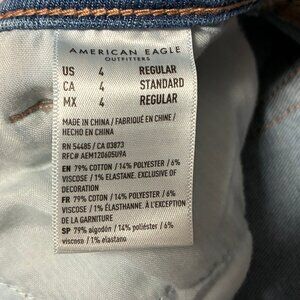 AMERICAN EAGLE
OUTFITTERS
US 4 REGULAR
CA 4 STANDARD
MX 4 REGULAR
MADE IN CHINA / FABRIQUÉ EN CHINE /
HECHO EN CHINA
RN 54485 / CA 03873
RFC# AEM120605U9A
EN 79% COTTON / 14% POLYESTER / 6%
VISCOSE / 1% ELASTANE. EXCLUSIVE OF
DECORATION
FR 79% COTON / 14% POLYESTER / 6%
VISCOSE / 1% ÉLASTHANNE. À L'EXCEPTION
DE LA GARNITURE
SP 79% algodón / 14% poliéster / 6%
viscosa / 1% elastano